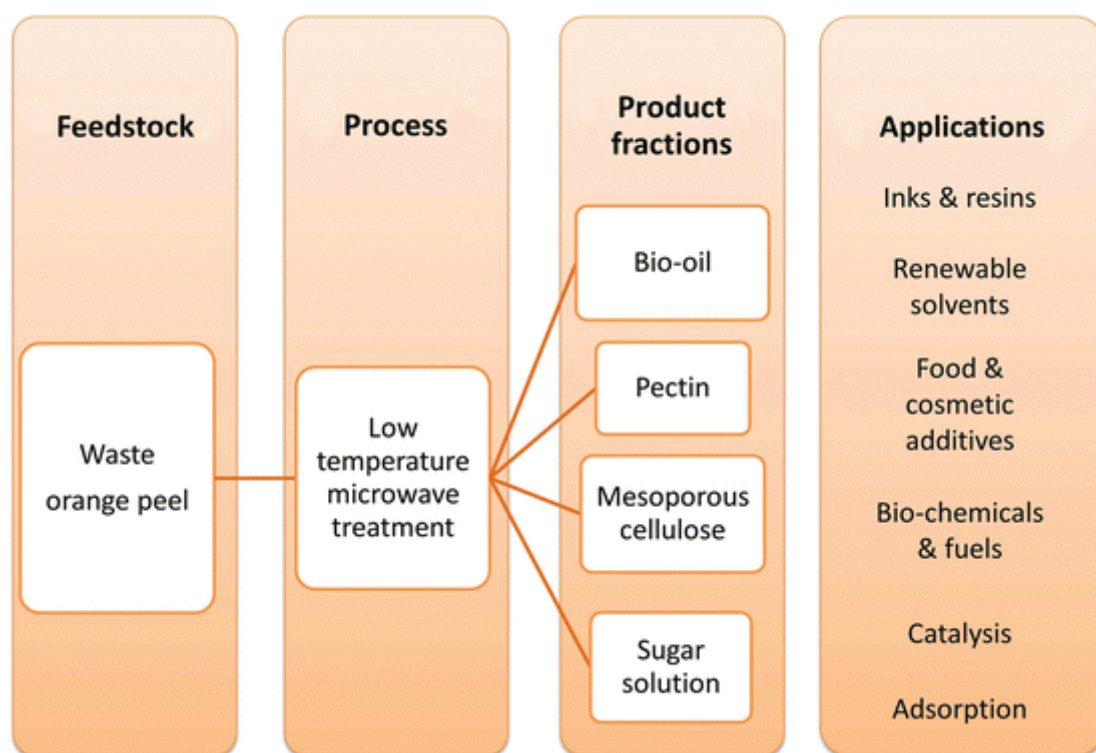 Feedstock
Waste
orange peel
Process
Low
temperature
microwave
treatment
Product
fractions
Bio-oil
Pectin
Mesoporous
cellulose
Sugar
solution
Applications
Inks & resins
Renewable
solvents
Food &
cosmetic
additives
Bio-chemicals
& fuels
Catalysis
Adsorption